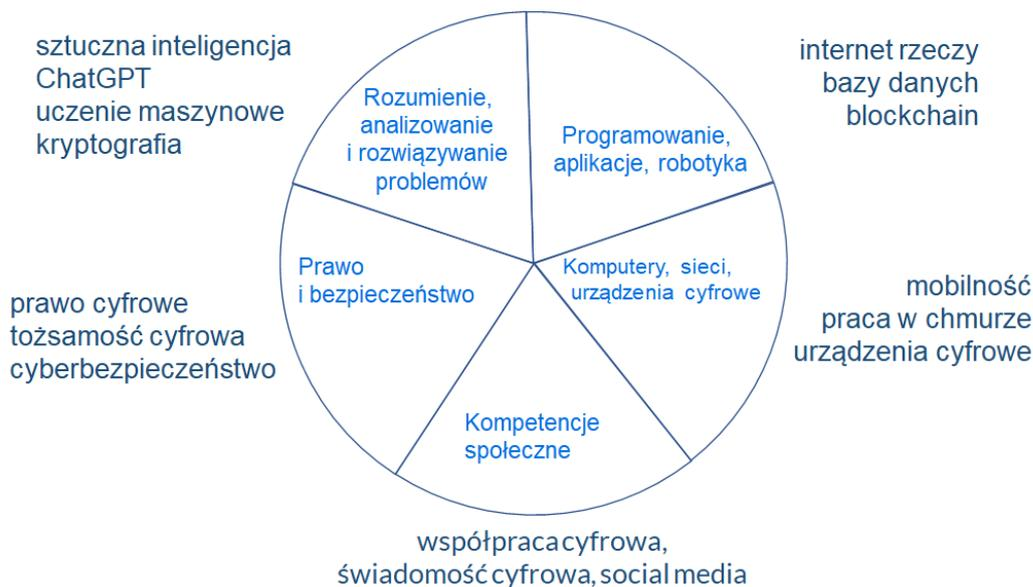 sztuczna inteligencja
ChatGPT
uczenie maszynowe
kryptografia
internet rzeczy
bazy danych
blockchain
Rozumienie,
analizowanie
i rozwiązywanie
problemów
Programowanie,
aplikacje, robotyka
Prawo
i bezpieczeństwo
Komputery, sieci,
urządzenia cyfrowe
prawo cyfrowe
tożsamość cyfrowa
cyberbezpieczeństwo
mobilność
praca w chmurze
urządzenia cyfrowe
Kompetencje
społeczne
współpraca cyfrowa,
świadomość cyfrowa, social media